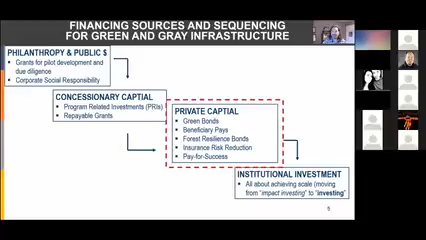 FINANCING SOURCES AND SEQUENCING
FOR GREEN AND GRAY INFRASTRUCTURE
PHILANTHROPY & PUBLIC $
Grants for pilot development and
due diligence
Corporate Social Responsibility
CONCESSIONARY CAPTIAL
Program Related Investments (PRIs)
Repayable Grants
PRIVATE CAPTIAL
Green Bonds
Beneficiary Pays
Forest Resilience Bonds
Insurance Risk Reduction
Pay-for-Success
INSTITUTIONAL INVESTMENT
All about achieving scale (moving
from "impact investing" to "investing")
5